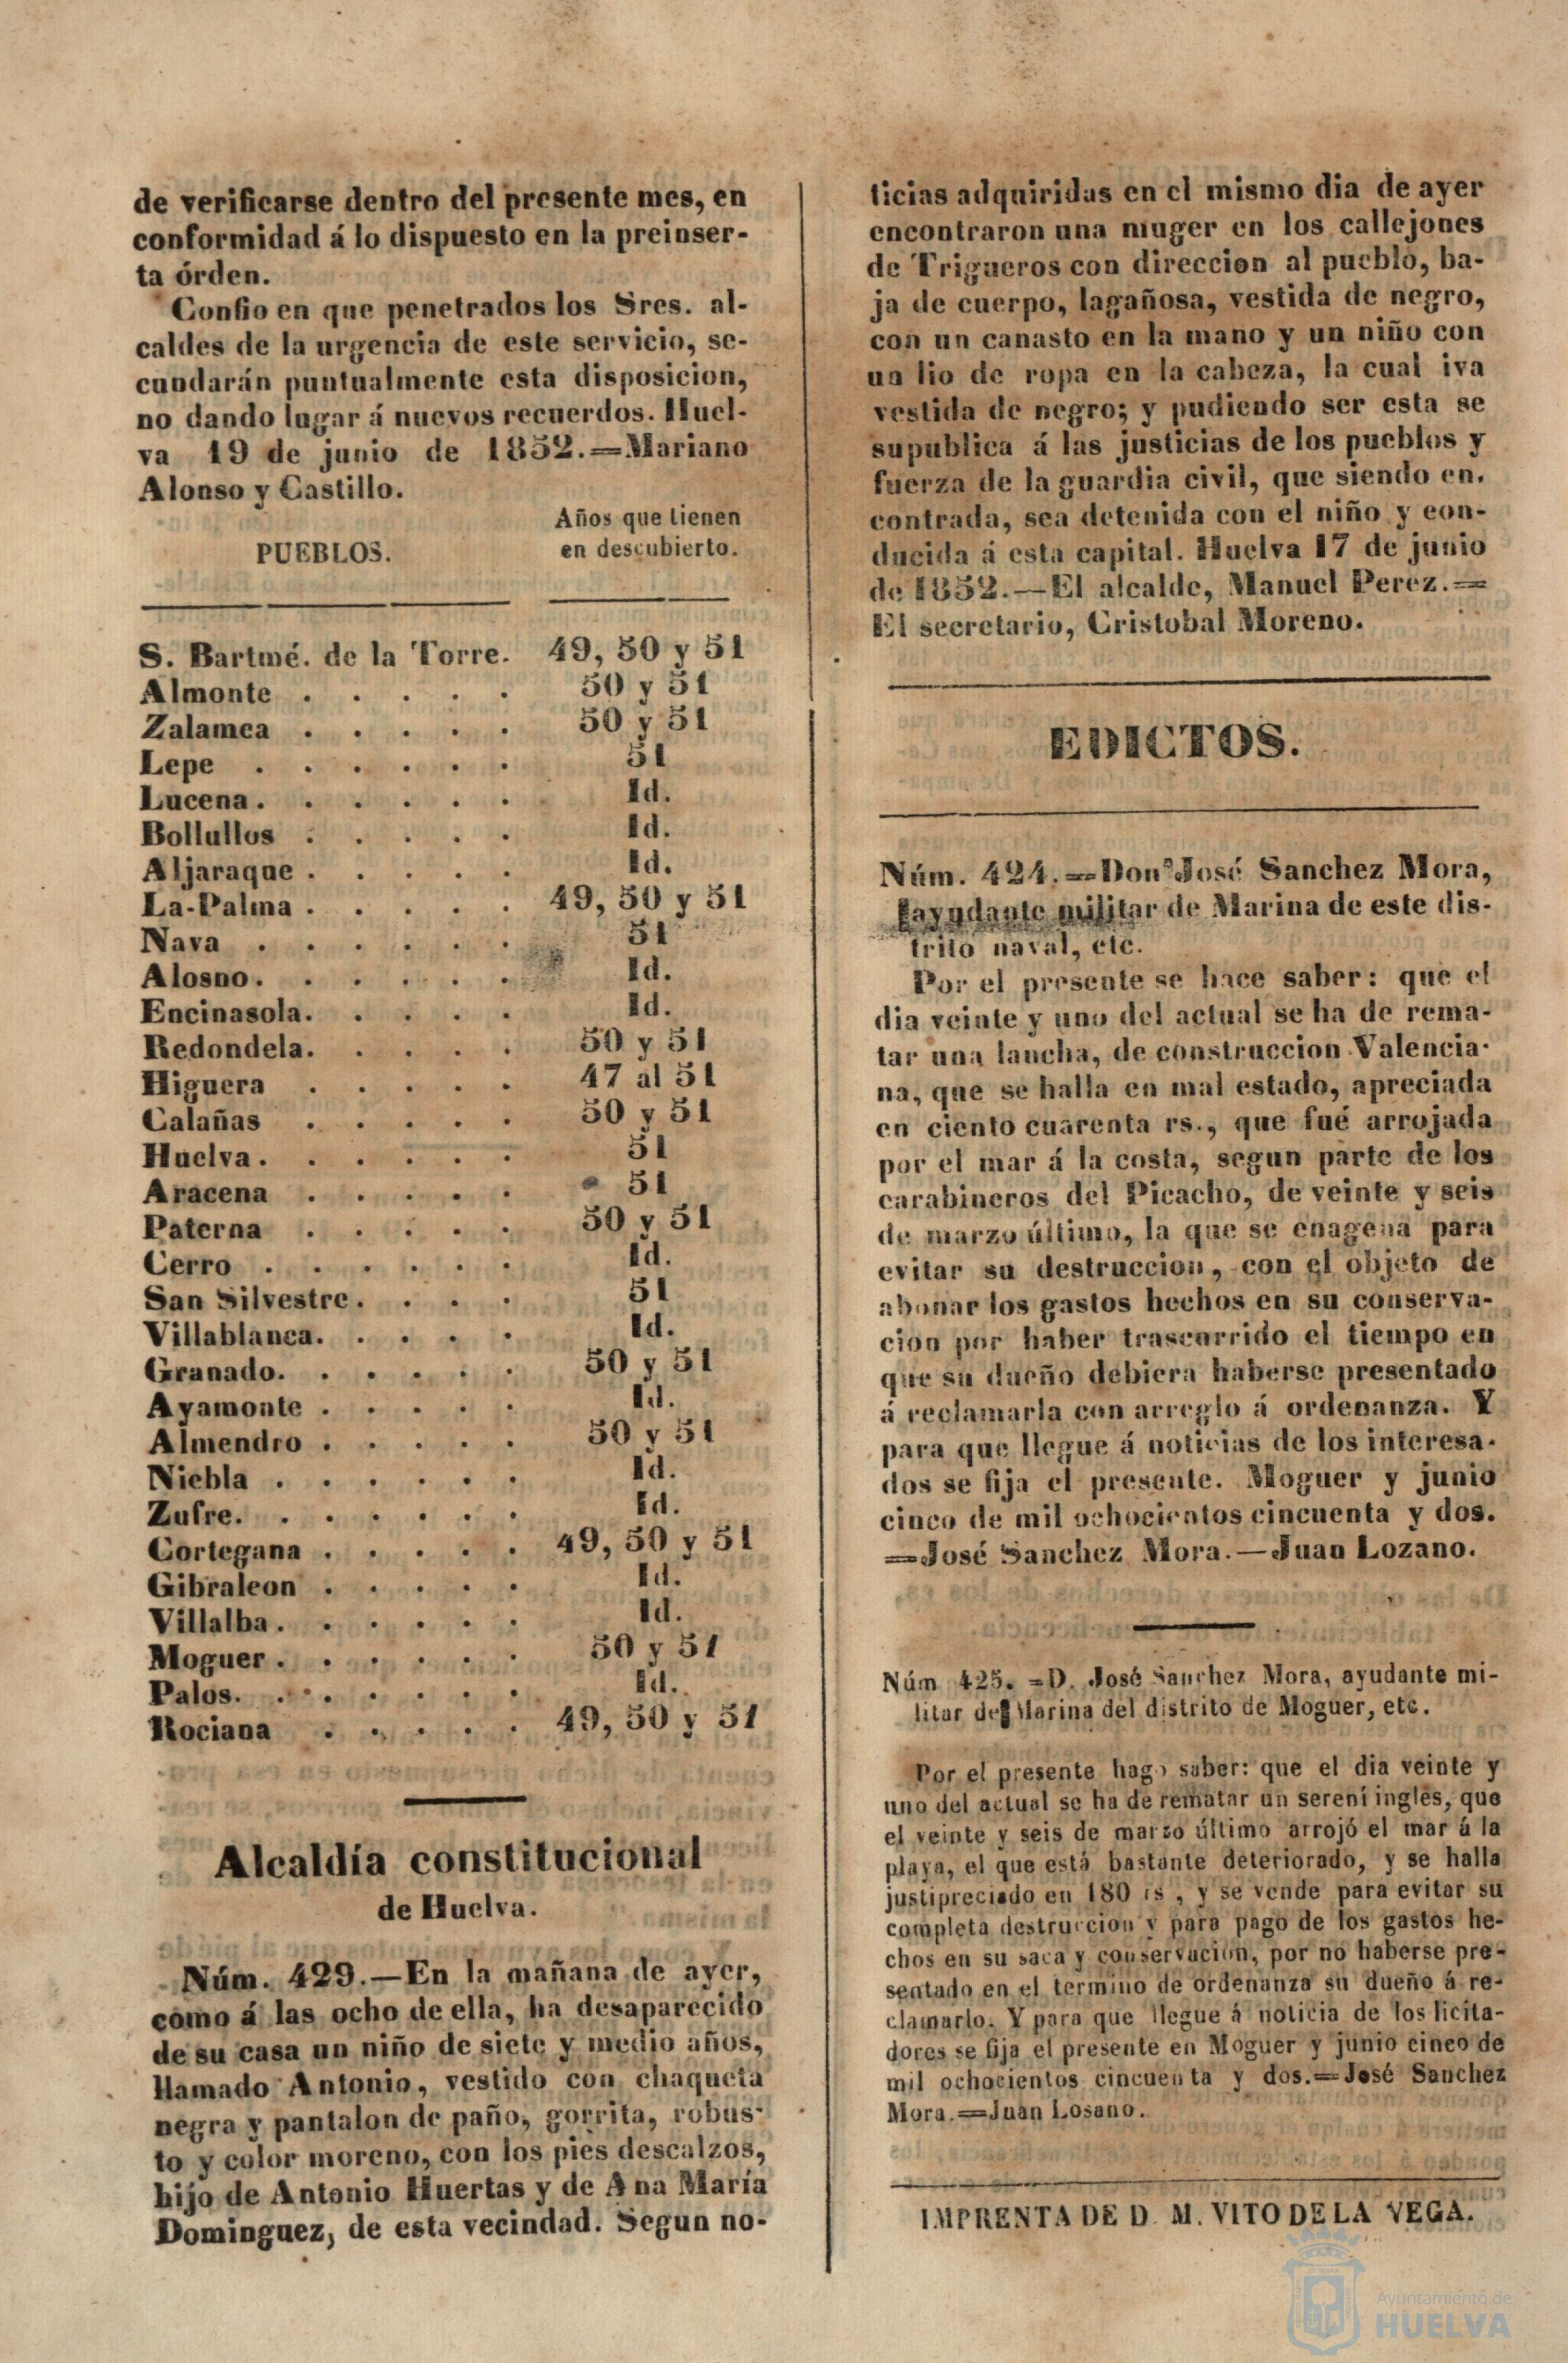 de verificarse dentro del presente mes, en
conformidad á lo dispuesto en la preinser-
ta órden.
Confio en que penetrados los Sres. al-
caldes de la urgencia de este servicio, se-
cundarán puntualmente esta disposicion,
no dando lugar á nuevos recuerdos. Huel-
va 19 de junio de 1852.=Mariano
Alonso y Castillo.
PUEBLOS. Años que tienen
en descubierto.
S. Bartmé. de la Torre. 49, 50 y 51
Almonte . . . . . 50 y 51
Zalamea . . . . . 50 y 51
Lepe . . . . . . 51
Lucena . . . . . . Id.
Bollullos . . . . . Id.
Aljaraque . . . . . Id.
La-Palma . . . . . 49, 50 y 51
Nava . . . . . . 51
Alosno . . . . . . Id.
Encinasola . . . . . Id.
Redondela . . . . . 50 y 51
Higuera . . . . . 47 al 51
Calañas . . . . . 50 y 51
Huelva . . . . . . 51
Aracena . . . . . 51
Paterna . . . . . 50 y 51
Cerro . . . . . . Id.
San Silvestre . . . . 51
Villablanca . . . . . Id.
Granado . . . . . . 50 y 51
Ayamonte . . . . . Id.
Almendro . . . . . 50 y 51
Niebla . . . . . . Id.
Zufre . . . . . . . Id.
Cortegana . . . . . 49, 50 y 51
Gibraleon . . . . . Id.
Villalba . . . . . . Id.
Moguer . . . . . . 50 y 51
Palos . . . . . . . Id.
Rociana . . . . . 49, 50 y 51
Alcaldía constitucional
de Huelva.
Núm. 429.—En la mañana de ayer,
como á las ocho de ella, ha desaparecido
de su casa un niño de siete y medio años,
llamado Antonio, vestido con chaqueta
negra y pantalon de paño, gorrita, robus-
to y color moreno, con los pies descalzos,
hijo de Antonio Huertas y de Ana María
Dominguez, de esta vecindad. Segun no-
ticias adquiridas en el mismo dia de ayer
encontraron una muger en los callejones
de Trigueros con direccion al pueblo, ba-
ja de cuerpo, lagañosa, vestida de negro,
con un canasto en la mano y un niño con
un lio de ropa en la cabeza, la cual iva
vestida de negro; y pudiendo ser esta se
supublica á las justicias de los pueblos y
fuerza de la guardia civil, que siendo en.
contrada, sea detenida con el niño y con-
ducida á esta capital. Huelva 17 de junio
de 1852.—El alcalde, Manuel Perez.=
El secretario, Cristobal Moreno.
EDICTOS.
Núm. 424.=Don José Sanchez Mora,
ayudante militar de Marina de este dis-
trito naval, etc.
Por el presente se hace saber: que el
dia veinte y uno del actual se ha de rema-
tar una lancha, de construccion Valencia-
na, que se halla en mal estado, apreciada
en ciento cuarenta rs., que fué arrojada
por el mar á la costa, segun parte de los
carabineros del Picacho, de veinte y seis
de marzo último, la que se enagena para
evitar su destruccion, con el objeto de
abonar los gastos hechos en su conserva-
cion por haber trascurrido el tiempo en
que su dueño debiera haberse presentado
á reclamarla con arreglo á ordenanza. Y
para que llegue á noticias de los interesa-
dos se fija el presente. Moguer y junio
cinco de mil ochocientos cincuenta y dos.
=José Sanchez Mora.—Juan Lozano.
Núm 425. =D. José Sanchez Mora, ayudante mi-
litar de Marina del distrito de Moguer, etc.
Por el presente hago saber: que el dia veinte y
uno del actual se ha de rematar un serení inglés, que
el veinte y seis de marzo último arrojó el mar á la
playa, el que está bastante deteriorado, y se halla
justipreciado en 180 rs , y se vende para evitar su
completa destruccion y para pago de los gastos he-
chos en su saca y conservacion, por no haberse pre-
sentado en el termino de ordenanza su dueño á re-
clamarlo. Y para que llegue á noticia de los licita-
dores se fija el presente en Moguer y junio cinco de
mil ochocientos cincuenta y dos.=José Sanchez
Mora.=Juan Losano.
IMPRENTA DE D. M. VITO DE LA VEGA.
Ayuntamiento de
HUELVA